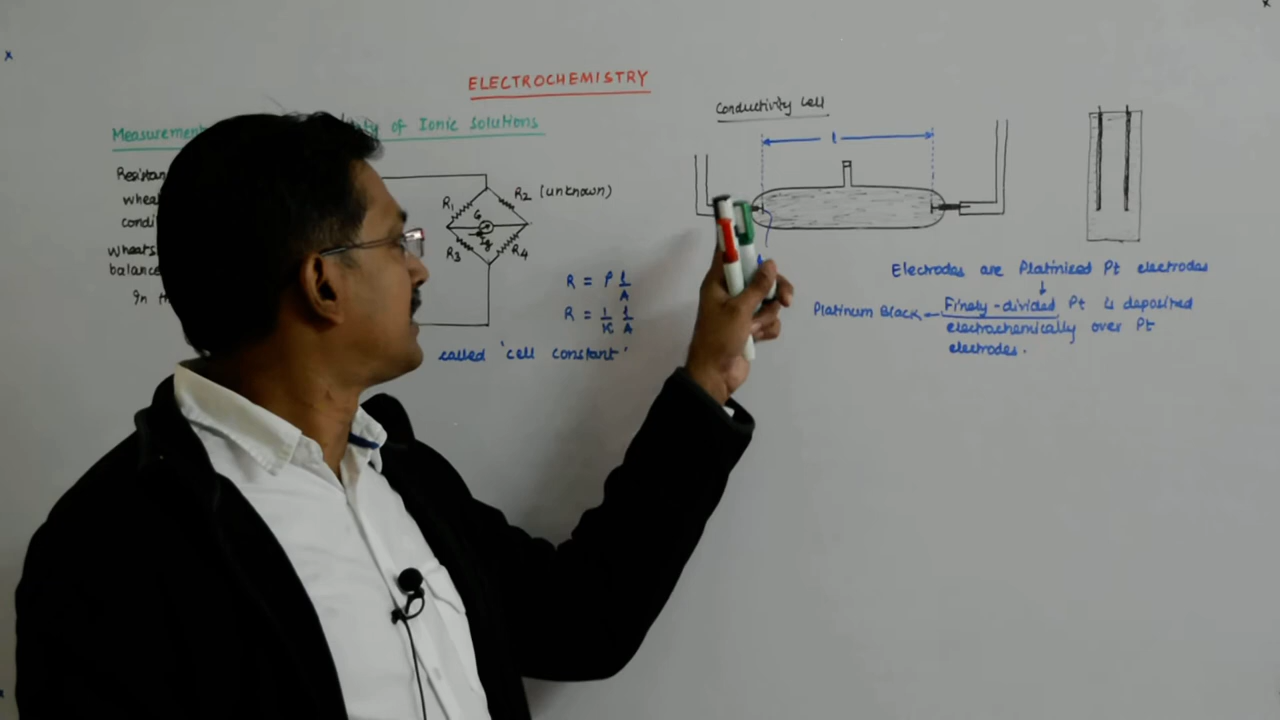 ELECTROCHEMISTRY
of Ionic Solutions
R1
R2 (unknown)
G
R3
R4
R = ρ l/A
R = 1/K l/A
called 'cell constant'
Conductivity Cell
l
Electrodes are Platinized Pt electrodes
↓
Platinum Black ← Finely-divided Pt is deposited
electrochemically over Pt
electrodes.